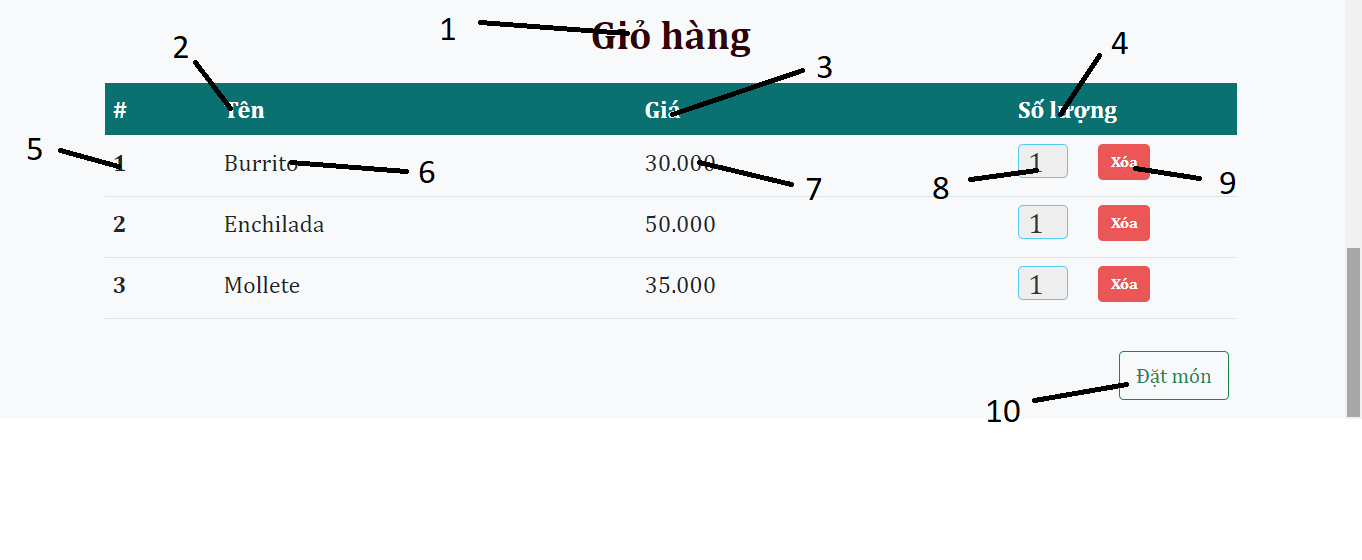 1 Giỏ hàng
2 3 4
# Tên Giá Số lượng
5 1 Burrito 6 30.000 7 8 1 Xóa 9
2 Enchilada 50.000 1 Xóa
3 Mollete 35.000 1 Xóa
Đặt món
10